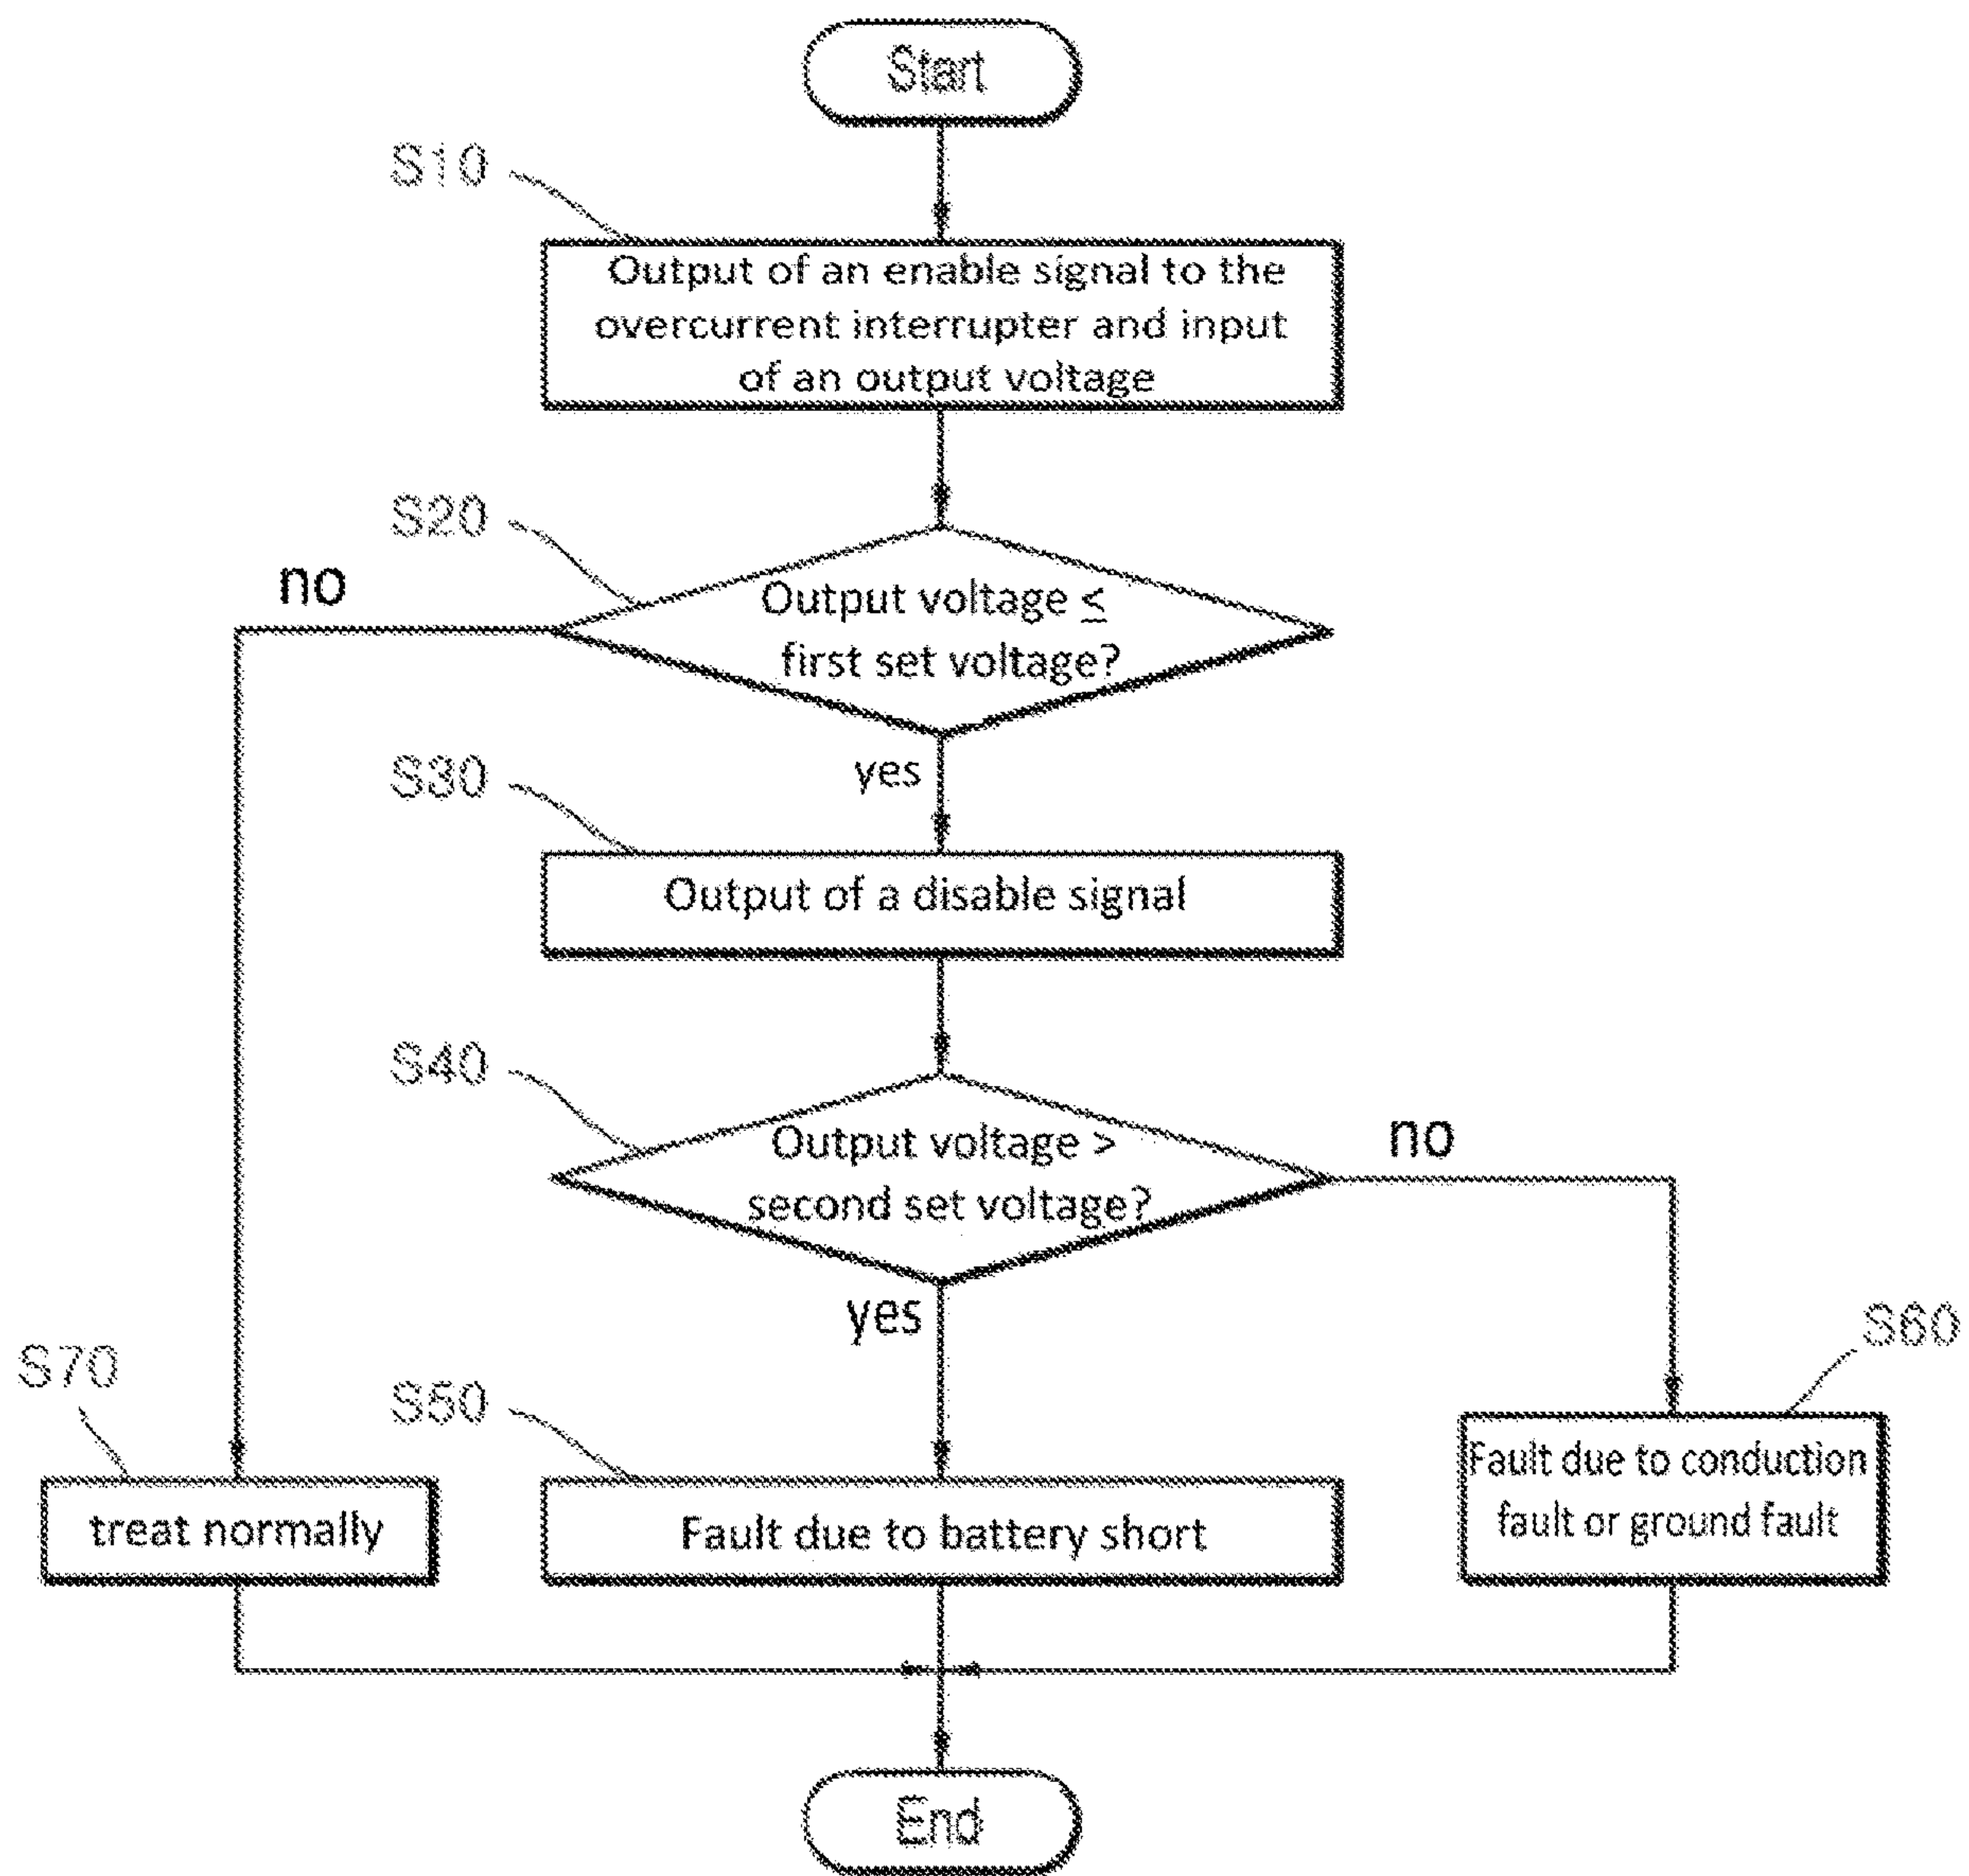 Start
S10
Output of an enable signal to the
overcurrent interrupter and input
of an output voltage
S20
no
Output voltage ≤
first set voltage?
yes
S30
Output of a disable signal
S40
Output voltage >
second set voltage?
no
yes
S60
S70
S50
Fault due to conduction
fault or ground fault
treat normally
Fault due to battery short
End